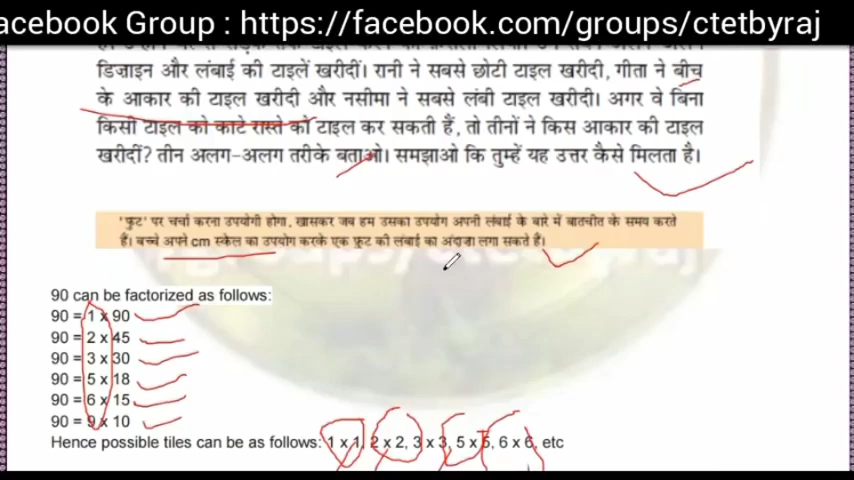 acebook Group : https://facebook.com/groups/ctetbyraj
डिज़ाइन और लंबाई की टाइलें खरीदीं। रानी ने सबसे छोटी टाइल खरीदी, गीता ने बीच
के आकार की टाइल खरीदी और नसीमा ने सबसे लंबी टाइल खरीदी। अगर वे बिना
किसी टाइल को काटे रास्ते को टाइल कर सकती हैं, तो तीनों ने किस आकार की टाइल
खरीदीं? तीन अलग-अलग तरीके बताओ। समझाओ कि तुम्हें यह उत्तर कैसे मिलता है।
'फुट' पर चर्चा करना उपयोगी होगा, खासकर जब हम उसका उपयोग अपनी लंबाई के बारे में बातचीत के समय करते
हैं। बच्चे अपने cm स्केल का उपयोग करके एक फुट की लंबाई का अंदाज़ा लगा सकते हैं।
90 can be factorized as follows:
90 = 1 x 90
90 = 2 x 45
90 = 3 x 30
90 = 5 x 18
90 = 6 x 15
90 = 9 x 10
Hence possible tiles can be as follows: 1 x 1, 2 x 2, 3 x 3, 5 x 5, 6 x 6, etc